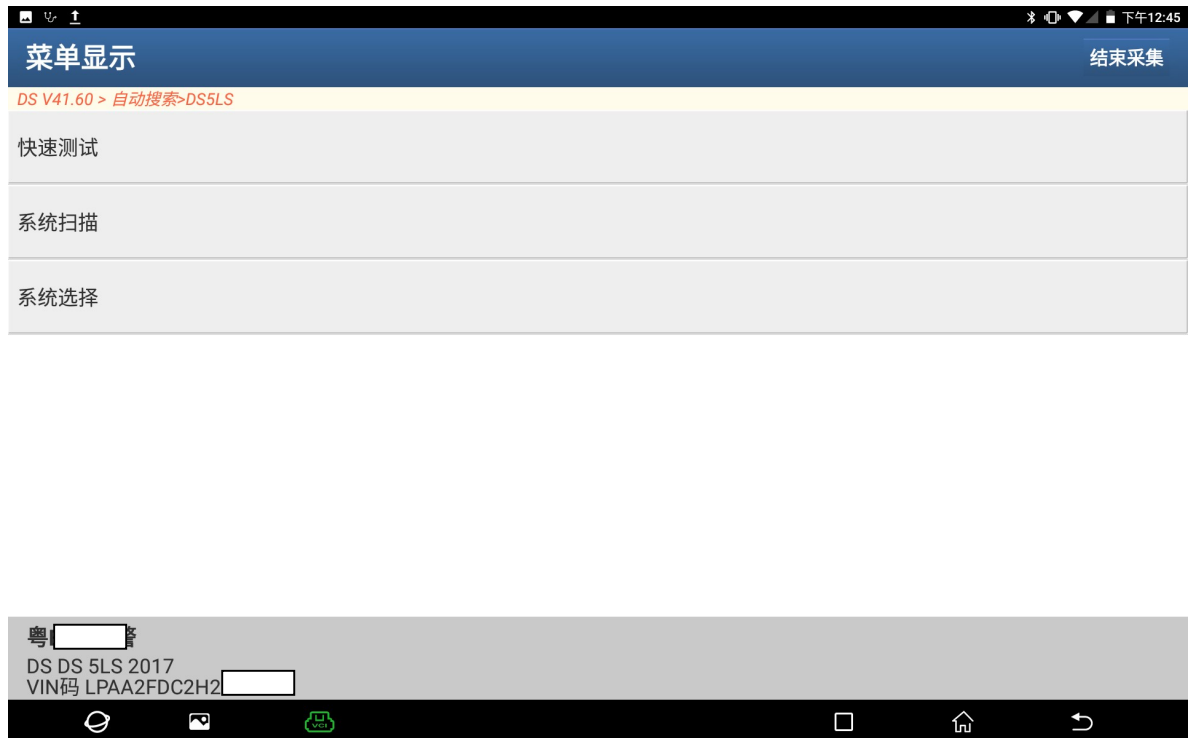 下午12:45
菜单显示
结束采集
DS V41.60 > 自动搜索>DS5LS
快速测试
系统扫描
系统选择
粤 警
DS DS 5LS 2017
VIN码 LPAA2FDC2H2
VCI